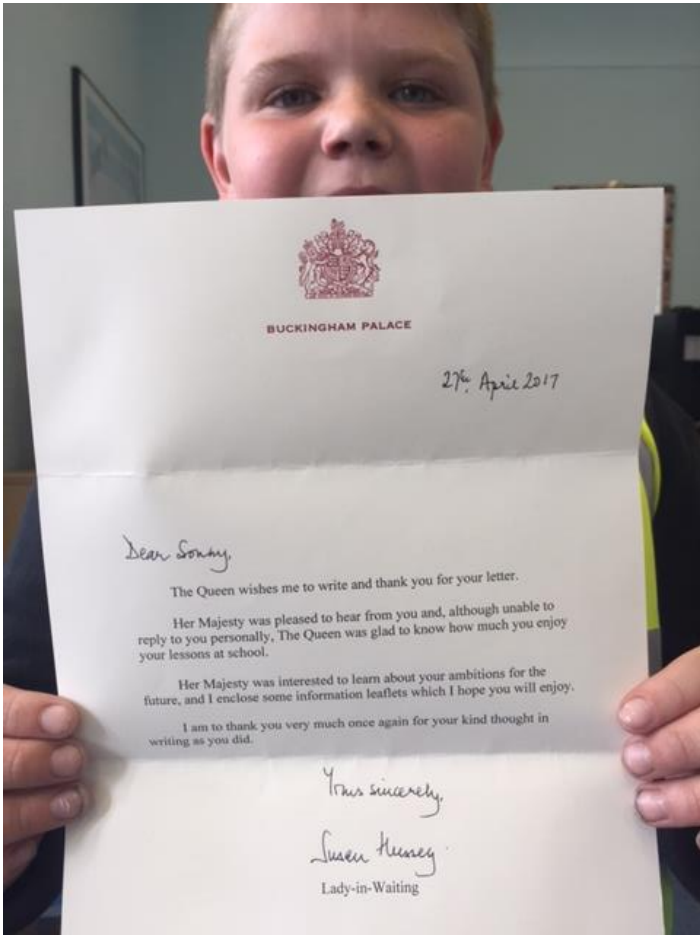 BUCKINGHAM PALACE
27th April 2017
Dear Sonny,
The Queen wishes me to write and thank you for your letter.
Her Majesty was pleased to hear from you and, although unable to
reply to you personally, The Queen was glad to know how much you enjoy
your lessons at school.
Her Majesty was interested to learn about your ambitions for the
future, and I enclose some information leaflets which I hope you will enjoy.
I am to thank you very much once again for your kind thought in
writing as you did.
Yours sincerely,
Susan Hussey
Lady-in-Waiting